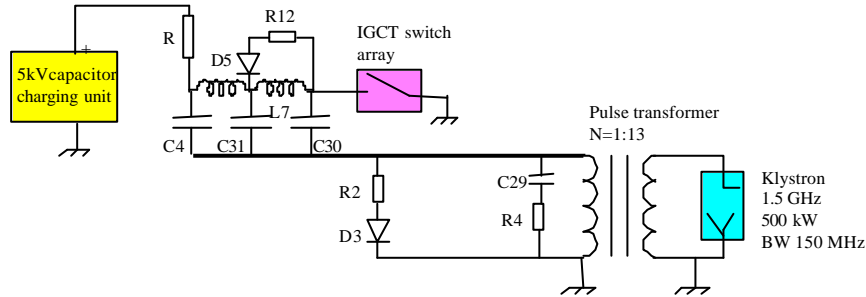 R12
R
D5
IGCT switch
array
+
5kVcapacitor
charging unit
L7
C4
C31
C30
Pulse transformer
N=1:13
R2
C29
D3
R4
Klystron
1.5 GHz
500 kW
BW 150 MHz